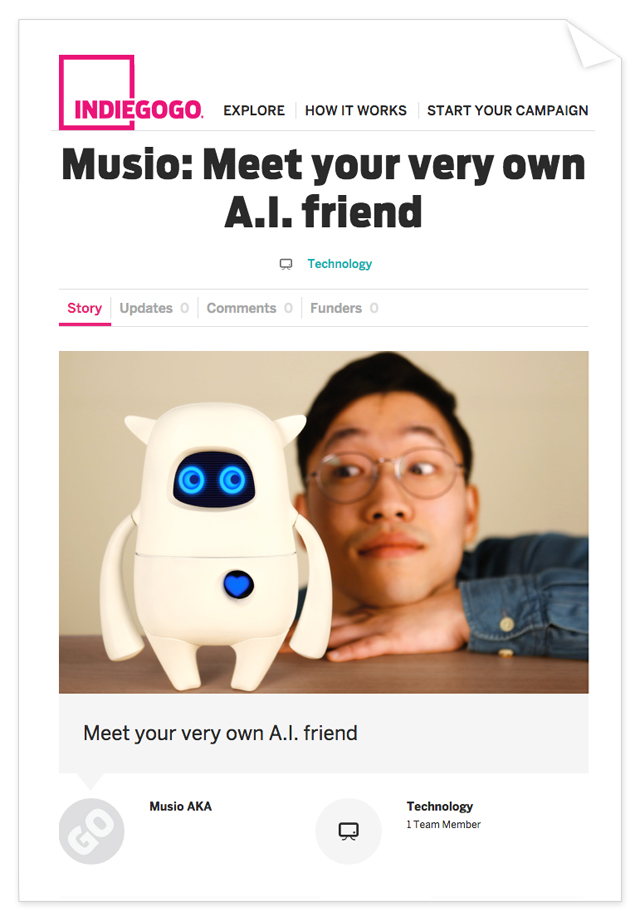 INDIEGOGO.
EXPLORE HOW IT WORKS START YOUR CAMPAIGN
Musio: Meet your very own
A.I. friend
Technology
Story Updates 0 Comments 0 Funders 0
Meet your very own A.I. friend
GO
Musio AKA
Technology
1 Team Member